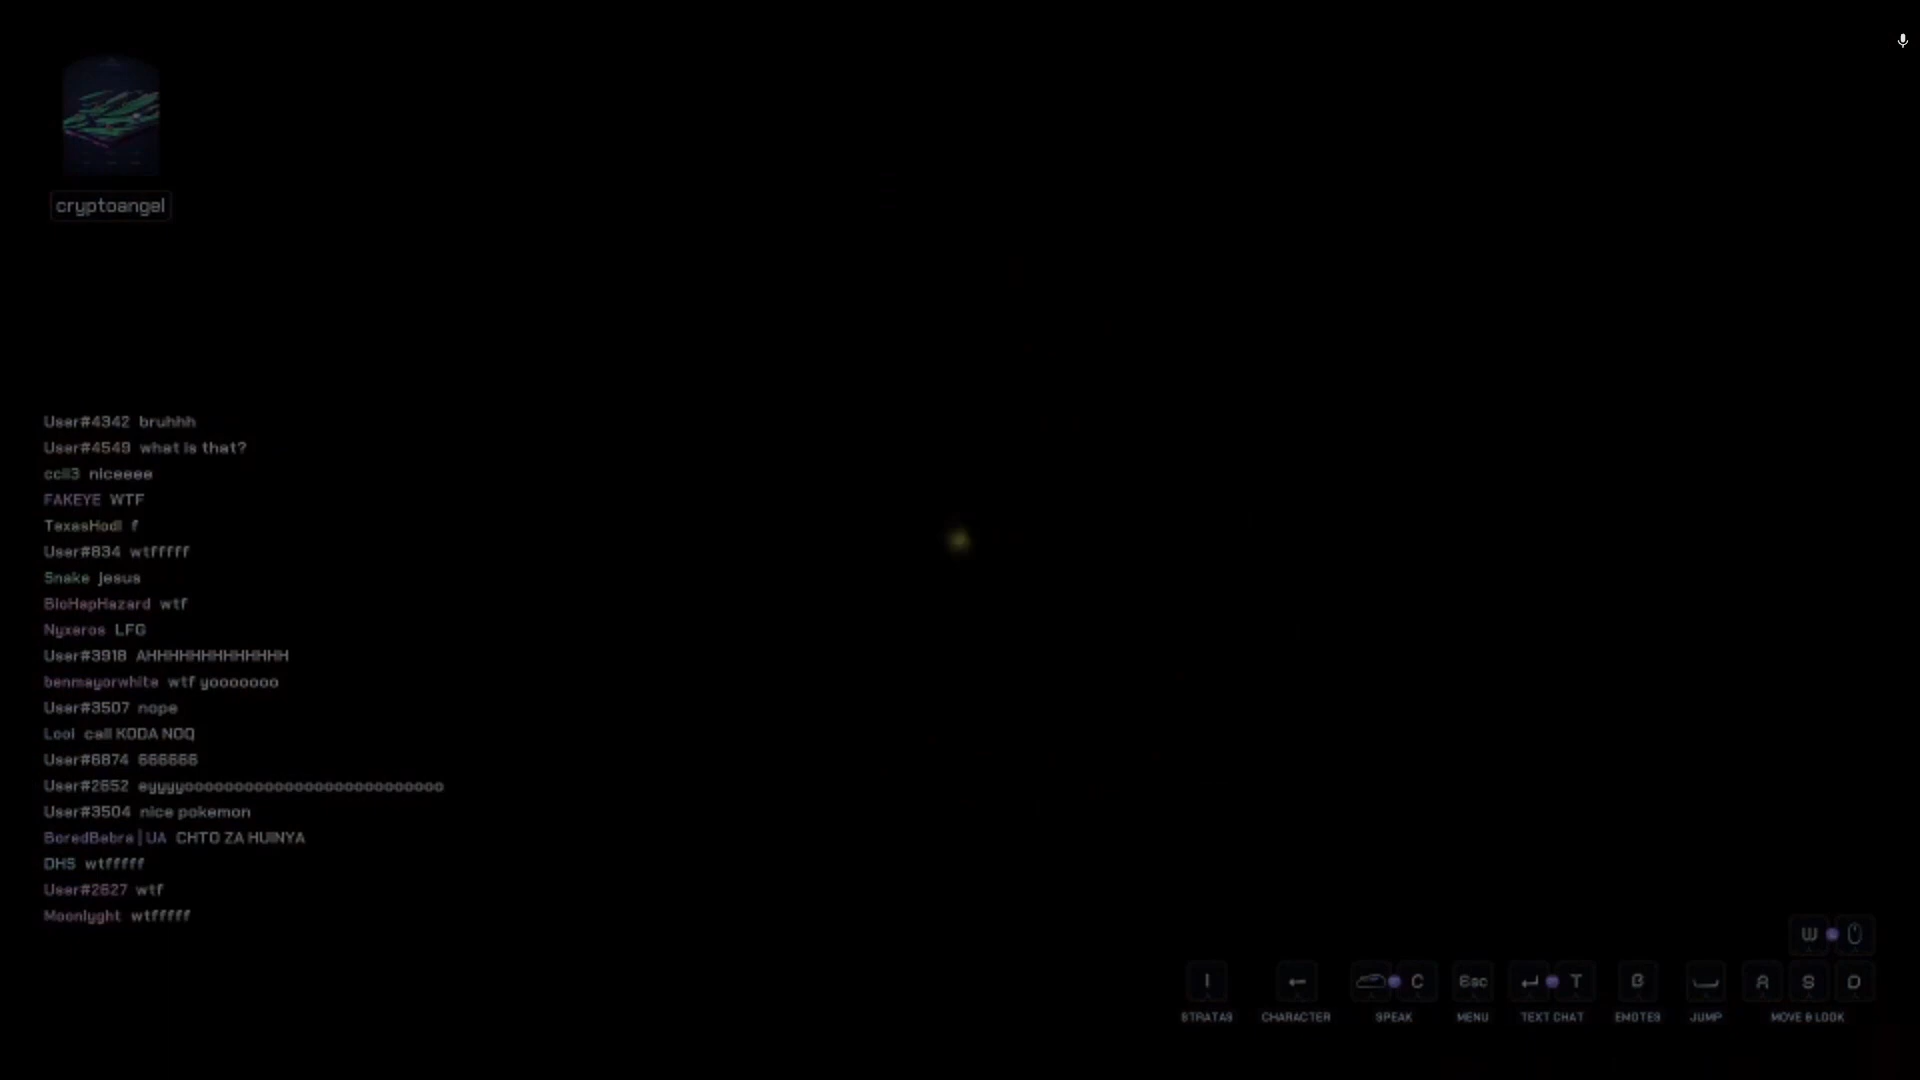 cryptoangel
User#4342 bruhhh
User#4549 what is that?
ccll3 niceeee
FAKEYE WTF
TexasHodl f
User#834 wtfffff
Snake jesus
BioHapHazard wtf
Nyxeros LFG
User#3918 AHHHHHHHHHHHHH
benmayorwhite wtf yooooooo
User#3507 nope
Lool call KODA NOQ
User#6874 666666
User#2652 eyyyyooooooooooooooooooooooooooo
User#3504 nice pokemon
BoredBebra | UA CHTO ZA HUINYA
DHS wtfffff
User#2627 wtf
Moonlyght wtfffff
W
I C Esc T B A S D
STRATAS CHARACTER SPEAK MENU TEXT CHAT EMOTES JUMP MOVE & LOOK